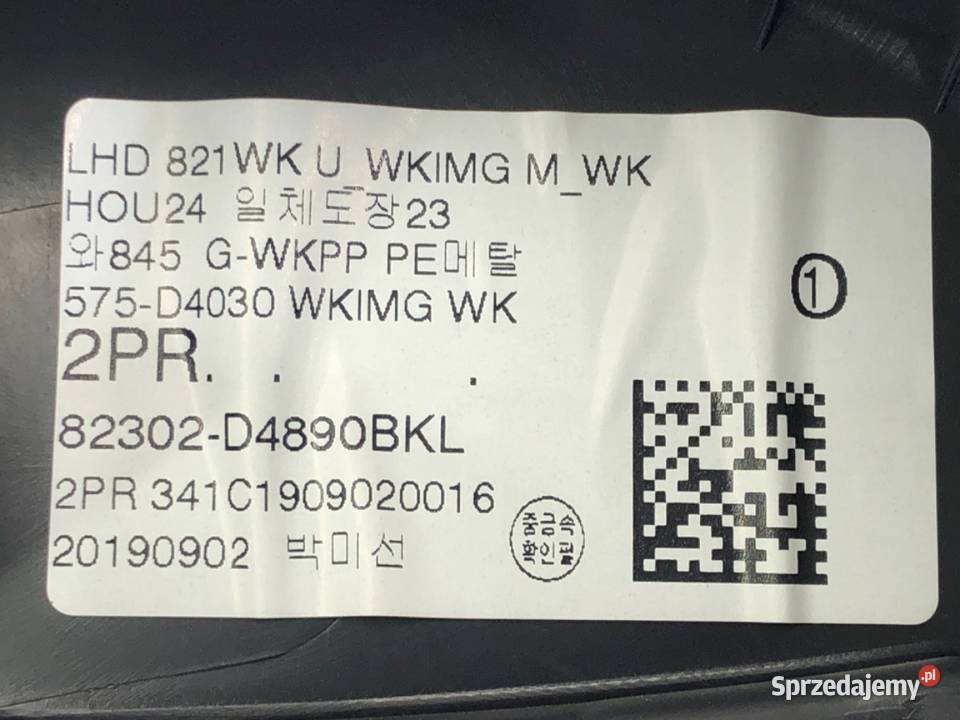 LHD 821WK U_WKIMG M_WK
HOU24 일체도장23
와845 G-WKPP PE메탈
575-D4030 WKIMG WK
①
2PR. . .
82302-D4890BKL
2PR 341C1909020016
20190902 박미선
중금속
확인필
Sprzedajemy.pl